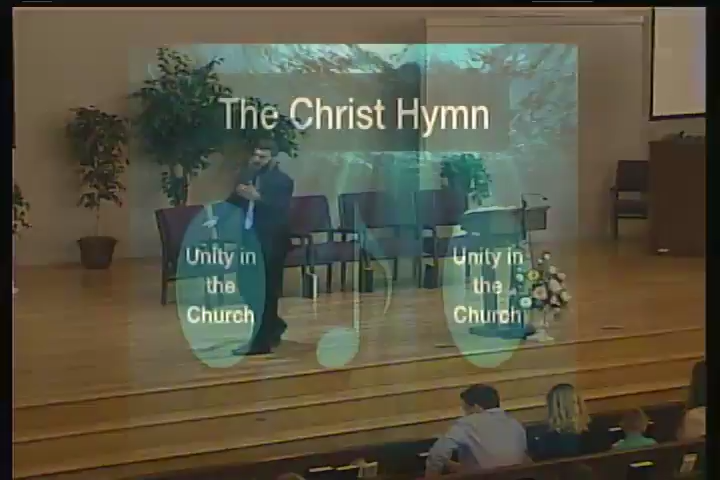 The Christ Hymn
Unity in
the
Church
Unity in
the
Church